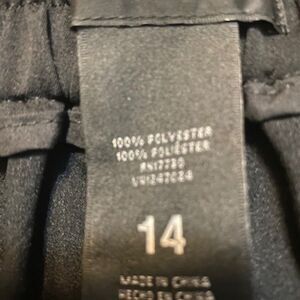 100% POLYESTER
100% POLIÉSTER
14
MADE IN CHINA
HECHO EN CHINA